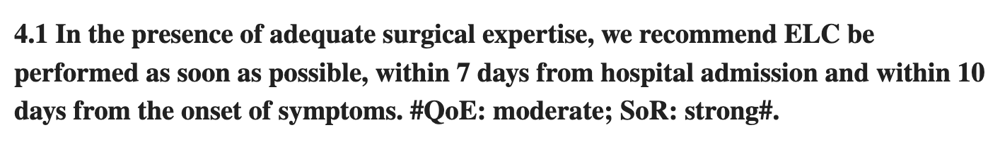 4.1 In the presence of adequate surgical expertise, we recommend ELC be
performed as soon as possible, within 7 days from hospital admission and within 10
days from the onset of symptoms. #QoE: moderate; SoR: strong#.